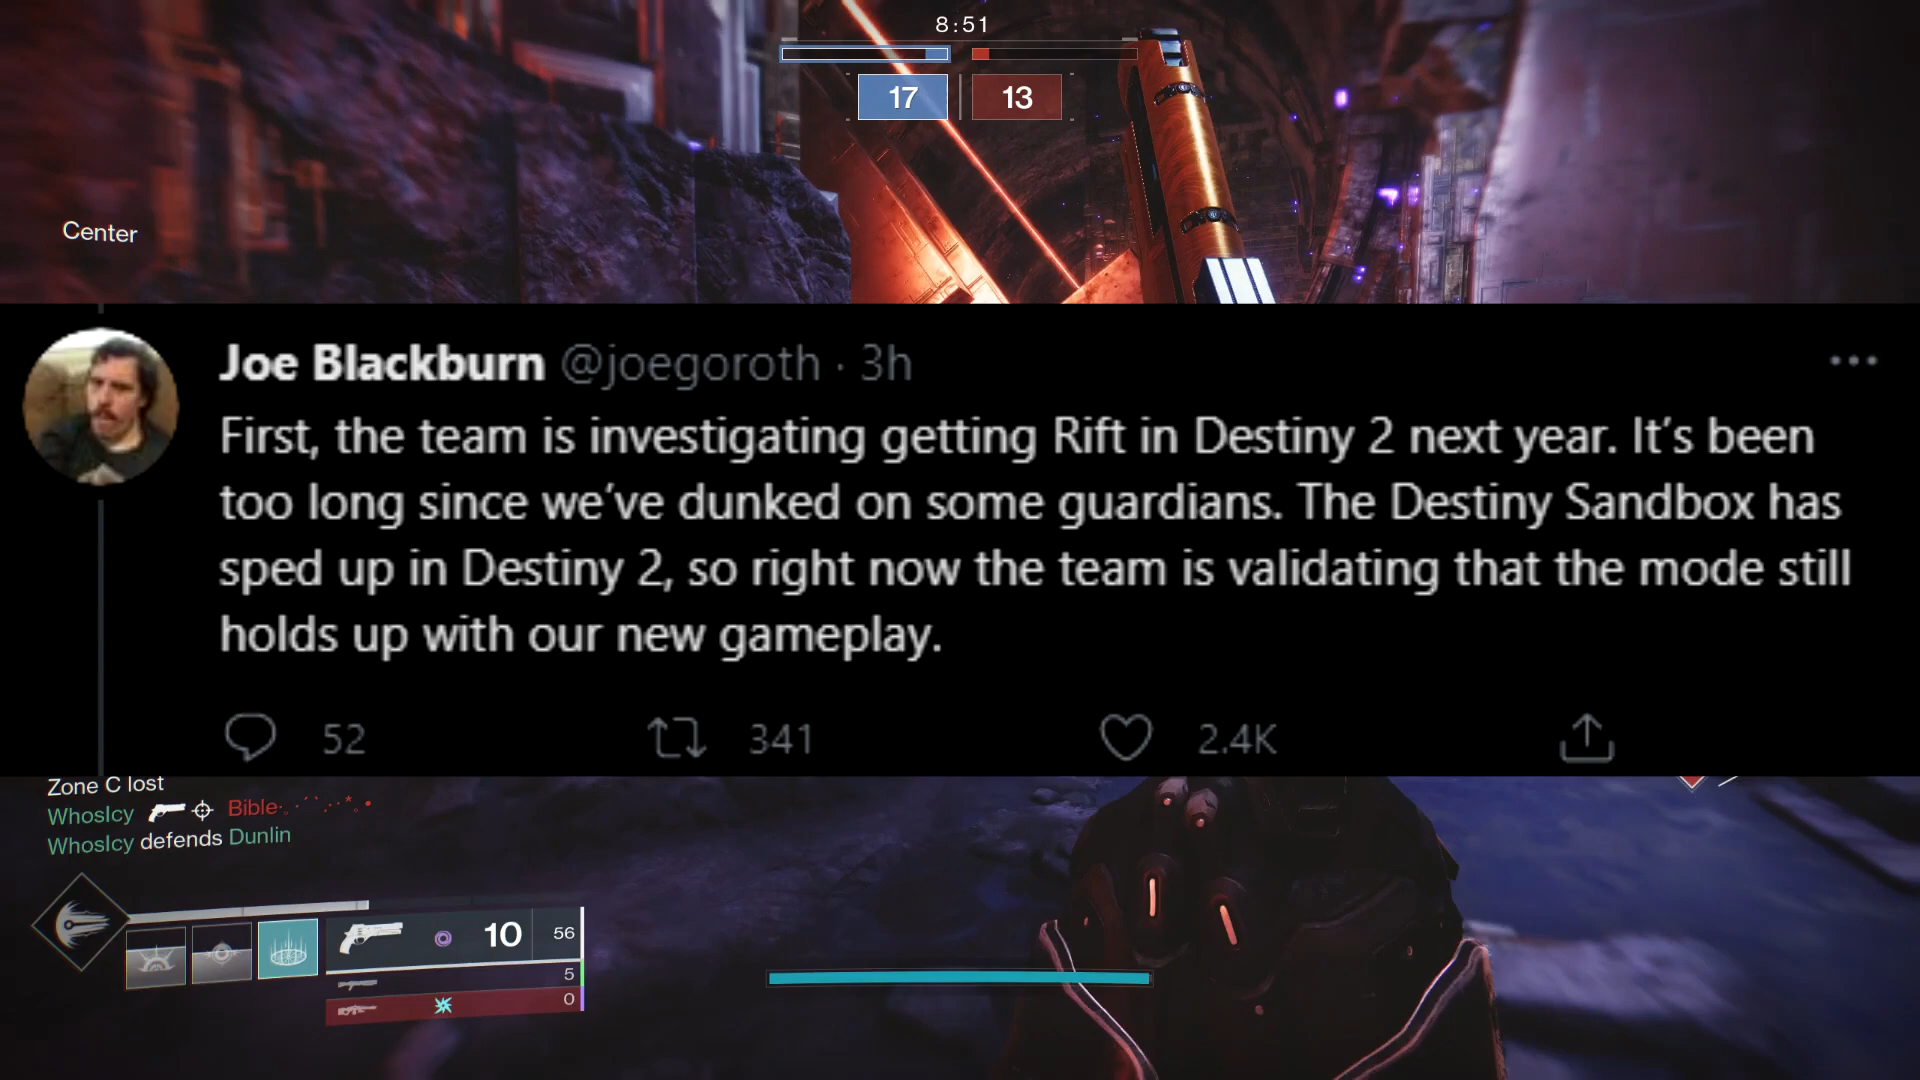 8:51
17 13
Center
Joe Blackburn @joegoroth · 3h
First, the team is investigating getting Rift in Destiny 2 next year. It's been
too long since we've dunked on some guardians. The Destiny Sandbox has
sped up in Destiny 2, so right now the team is validating that the mode still
holds up with our new gameplay.
52 341 2.4K
Zone C lost
WhosIcy Bible
WhosIcy defends Dunlin
10 56
5
0